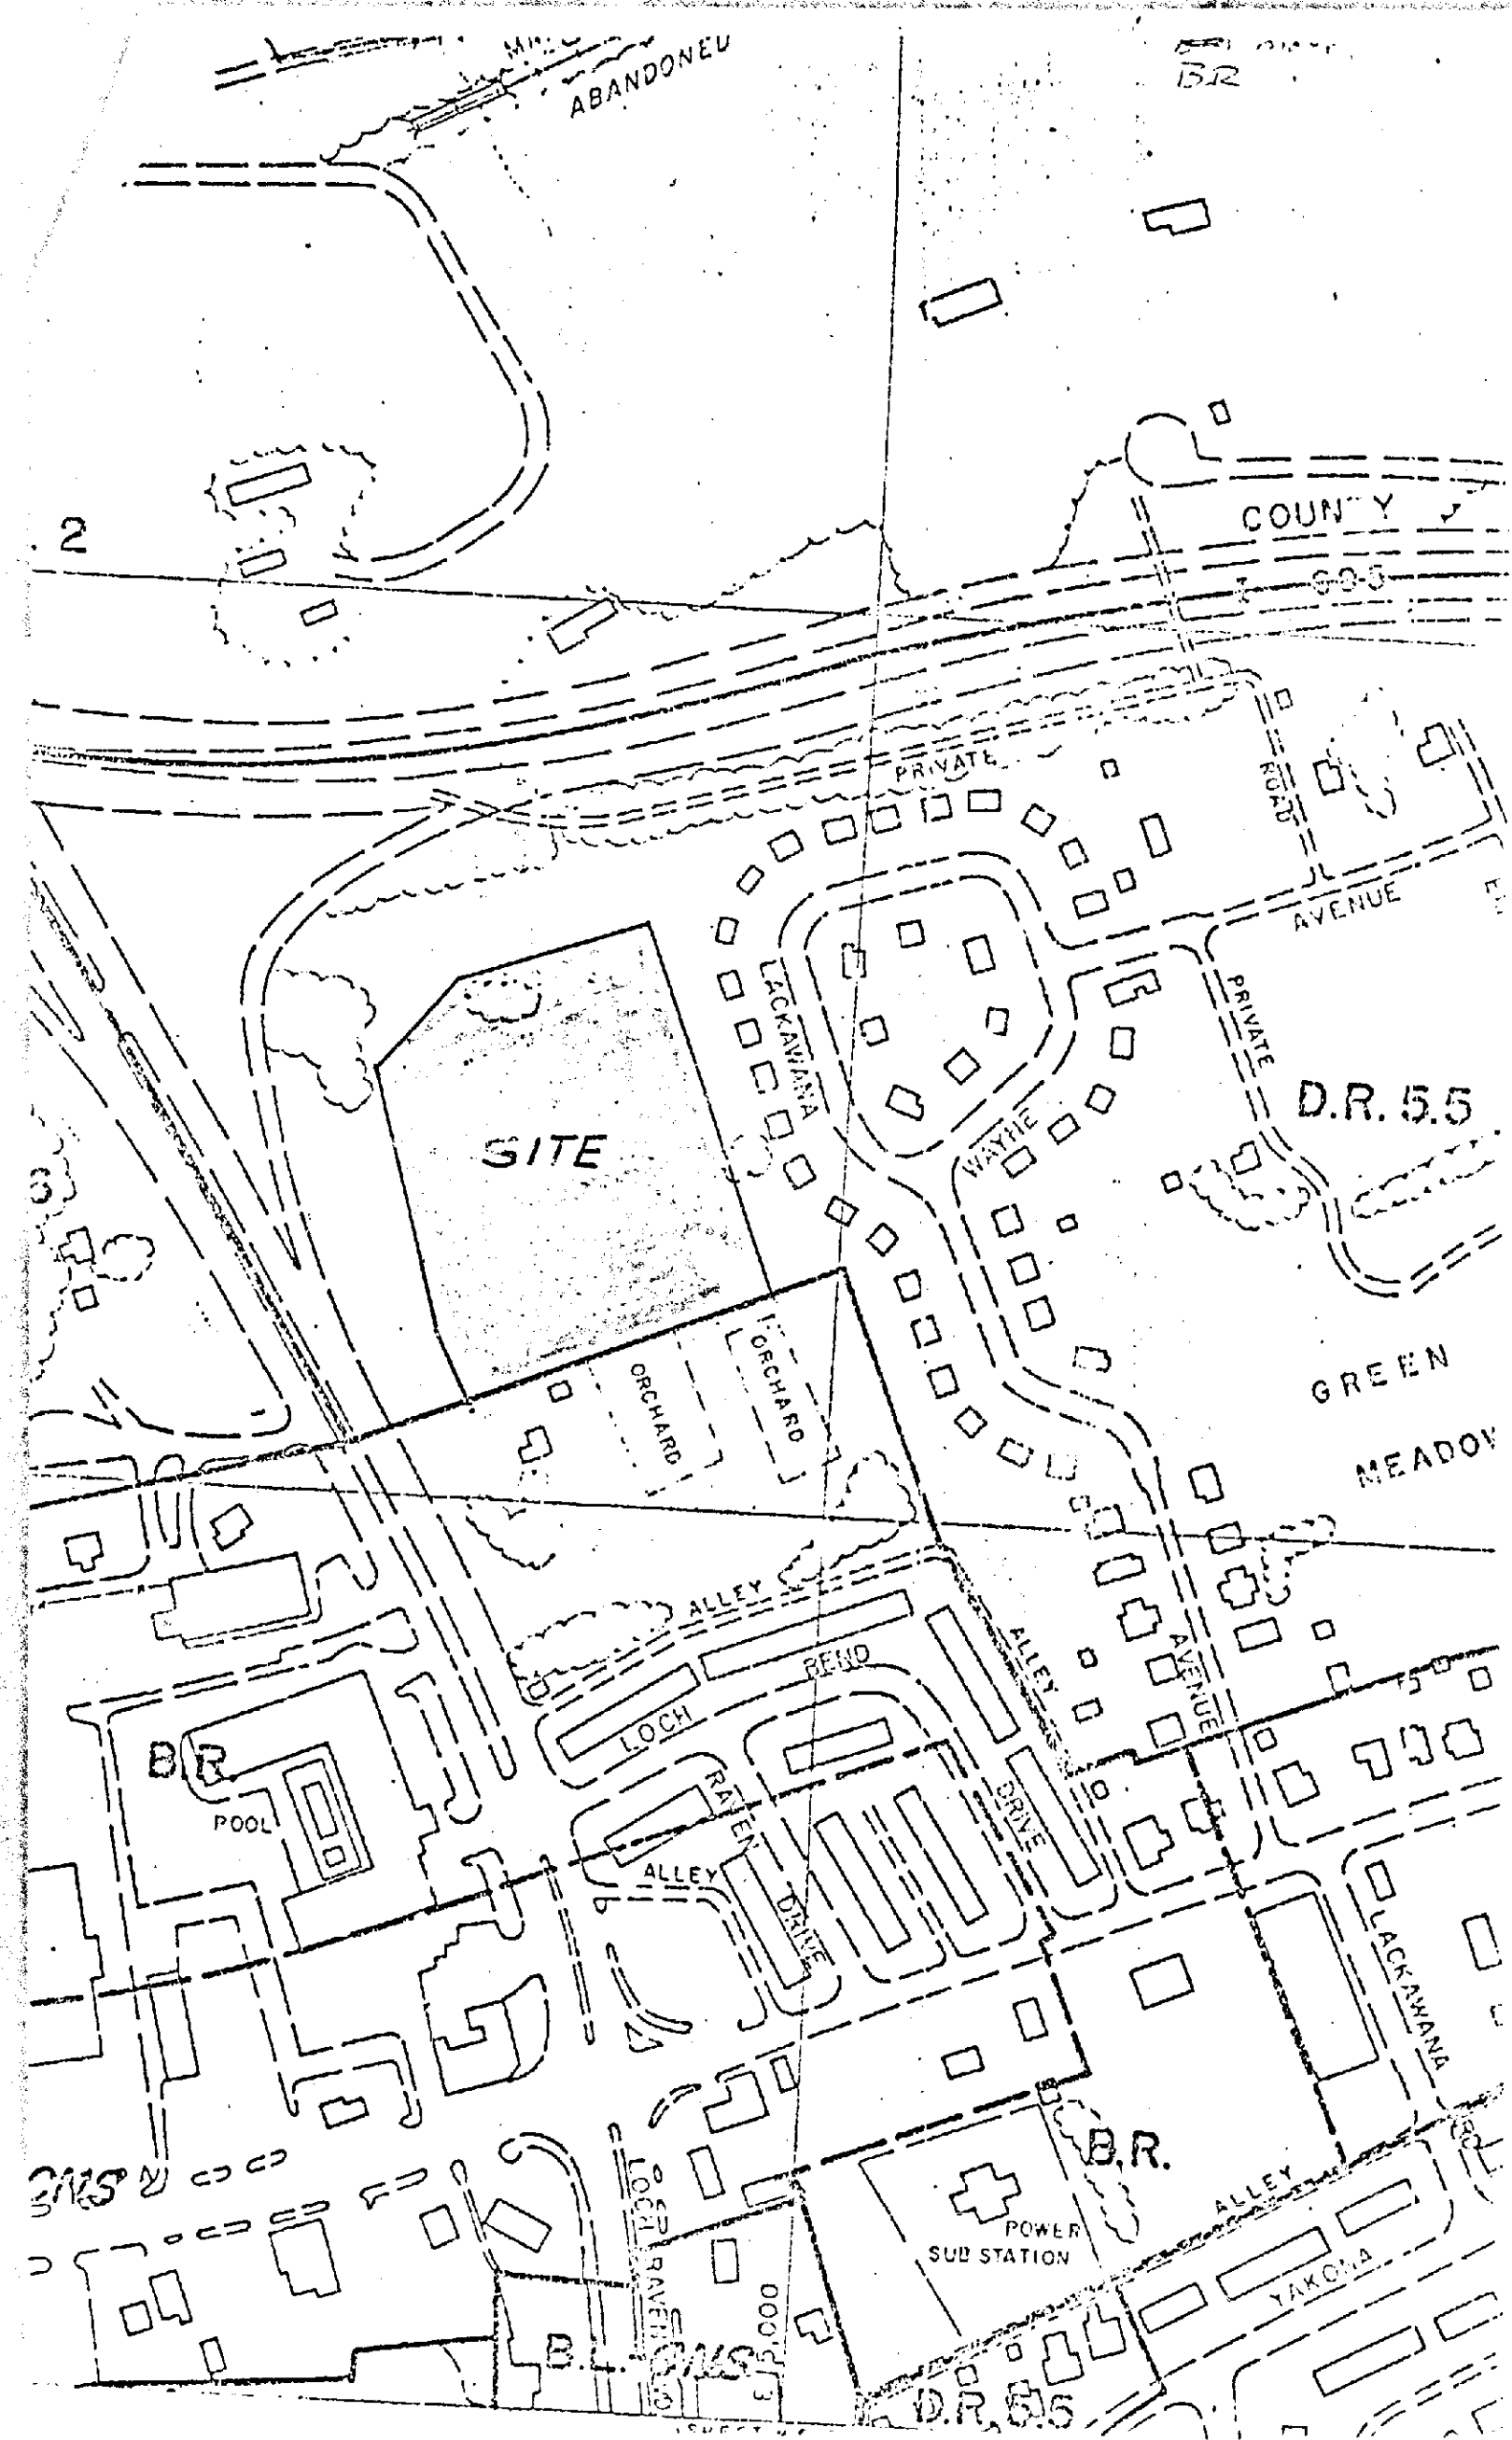 ABANDONED
B.R
2
COUNTY
I-695
PRIVATE
ROAD
AVENUE
LACKAWANA
PRIVATE
D.R. 5.5
SITE
WAYNE
GREEN
ORCHARD
ORCHARD
MEADOW
ALLEY
ALLEY
BEND
AVENUE
LOCH
B.R.
RAVEN
DRIVE
POOL
ALLEY
DRIVE
LACKAWANA
B.R.
ALLEY
LOCH RAVEN
POWER
SUB STATION
YAKONA
B.L.
D.R. 5.5